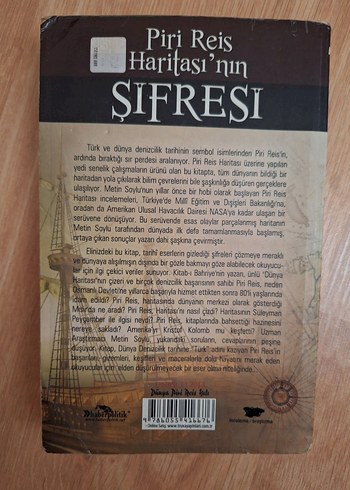 Piri Reis
Haritası'nın
ŞİFRESİ
Türk ve dünya denizcilik tarihinin sembol isimlerinden Piri Reis'in,
ardında bıraktığı sır perdesi aralanıyor. Piri Reis Haritası üzerine yapılan
yedi senelik çalışmaların ürünü olan bu kitapta, tüm dünyanın bildiği bir
haritadan yola çıkılarak bilim çevrelerini bile şaşkınlığa düşüren gerçeklere
ulaşılıyor. Metin Soylu'nun yıllar önce bir hobi olarak başlayan Piri Reis
Haritası incelemeleri, Türkiye'de Millî Eğitim ve Dışişleri Bakanlığı'na,
oradan da Amerikan Ulusal Havacılık Dairesi NASA'ya kadar ulaşan bir
serüvene dönüşüyor. Bu serüvende esas olaylar parçalanmış haritanın
Metin Soylu tarafından dünyada ilk defa tamamlanmasıyla başlamış,
ortaya çıkan sonuçlar yazarı dahi şaşkına çevirmiştir.
Elinizdeki bu kitap, tarihî eserlerin gizlediği şifreleri çözmeye meraklı
ve dünyaya alışılmışın dışında bir gözle bakmayı göze alabilecek okuyucu-
lar için ilgi çekici veriler sunuyor. Kitab-ı Bahriye'nin yazarı, ünlü "Dünya
Haritası"nın çizeri ve birçok denizcilik başarısının sahibi Piri Reis, neden
Osmanlı Devleti'ne yıllarca başarıyla hizmet ettikten sonra 80'li yaşlarında
idam edildi? Piri Reis, haritasında dünyanın merkezi olarak gösterdiği
Mısır'da ne aradı? Piri Reis, Haritası'nı nasıl çizdi? Haritanın Süleyman
Peygamber ile ilgisi neydi? Piri Reis, kitaplarında bahsettiği hazinesini
nereye sakladı? Amerika'yı Kristof Kolomb mu keşfetti? Uzman
Araştırmacı Metin Soylu, yukarıdaki soruların, cevaplarının peşine
düşüyor. Kitap, Dünya Denizcilik tarihine "Türk" adını kazıyan Piri Reis'in
başarıları, gizemleri, keşifleri ve maceralarla dolu hayatını merak eden
okuyucular için elden düşürülmeyecek bir eser olma niteliğinde.
Dünya Piri Reis Yılı